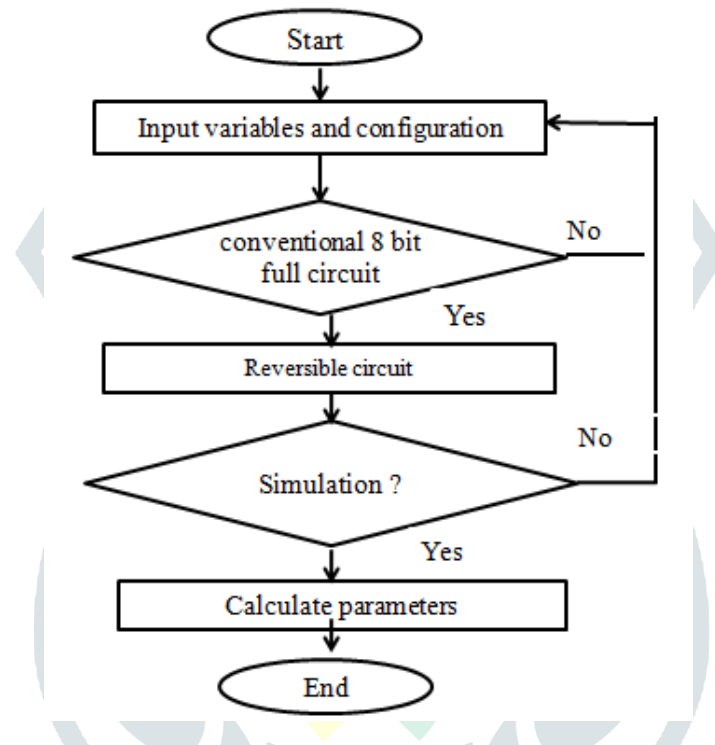 Start
Input variables and configuration
conventional 8 bit
full circuit
No
Yes
Reversible circuit
No
Simulation ?
Yes
Calculate parameters
End